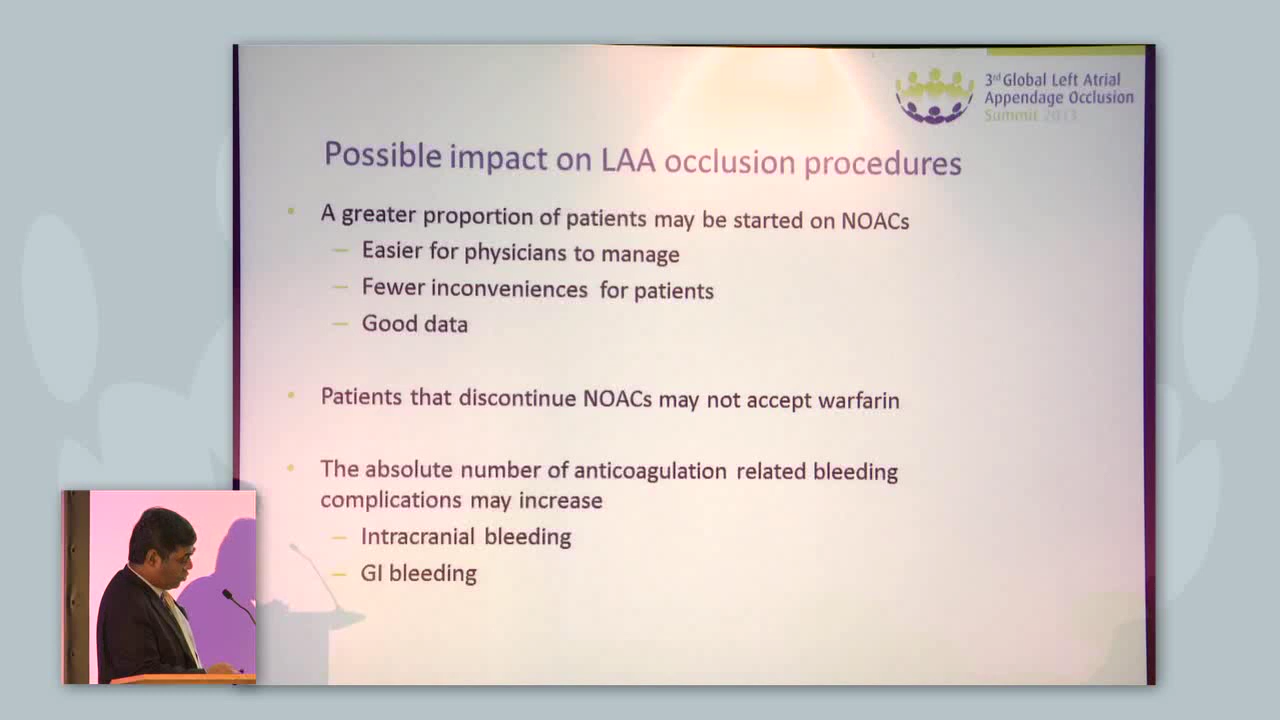 3rd Global Left Atrial
Appendage Occlusion
Summit 2013
Possible impact on LAA occlusion procedures
• A greater proportion of patients may be started on NOACs
– Easier for physicians to manage
– Fewer inconveniences for patients
– Good data
• Patients that discontinue NOACs may not accept warfarin
• The absolute number of anticoagulation related bleeding
complications may increase
– Intracranial bleeding
– GI bleeding